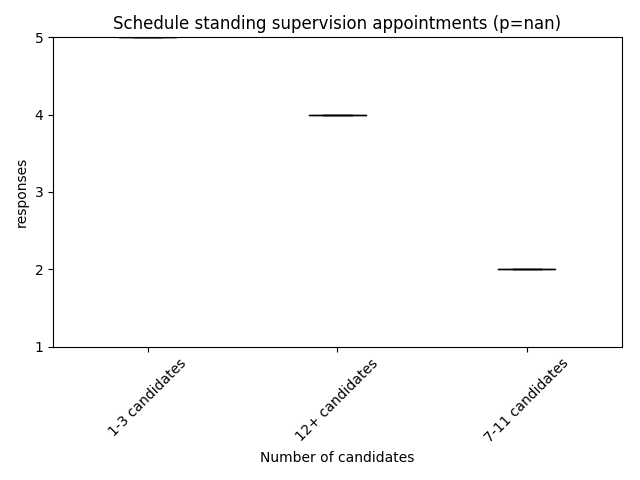 Schedule standing supervision appointments (p=nan)
5
4
3
2
1
responses
1-3 candidates
12+ candidates
7-11 candidates
Number of candidates